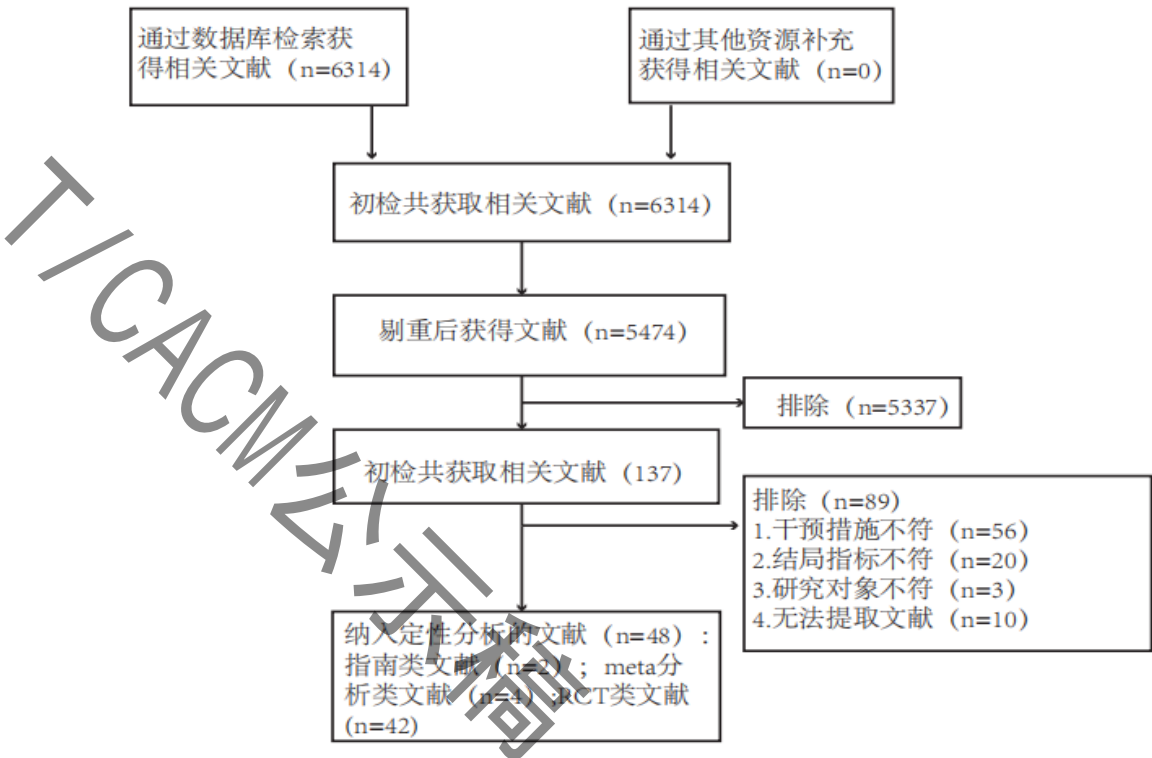 通过数据库检索获
得相关文献 (n=6314)
通过其他资源补充
获得相关文献 (n=0)
初检共获取相关文献 (n=6314)
剔重后获得文献 (n=5474)
排除 (n=5337)
初检共获取相关文献 (137)
排除 (n=89)
1.干预措施不符 (n=56)
2.结局指标不符 (n=20)
3.研究对象不符 (n=3)
4.无法提取文献 (n=10)
纳入定性分析的文献 (n=48) :
指南类文献 (n=2) ; meta分
析类文献 (n=4) ;RCT类文献
(n=42)
T/CACM公示稿